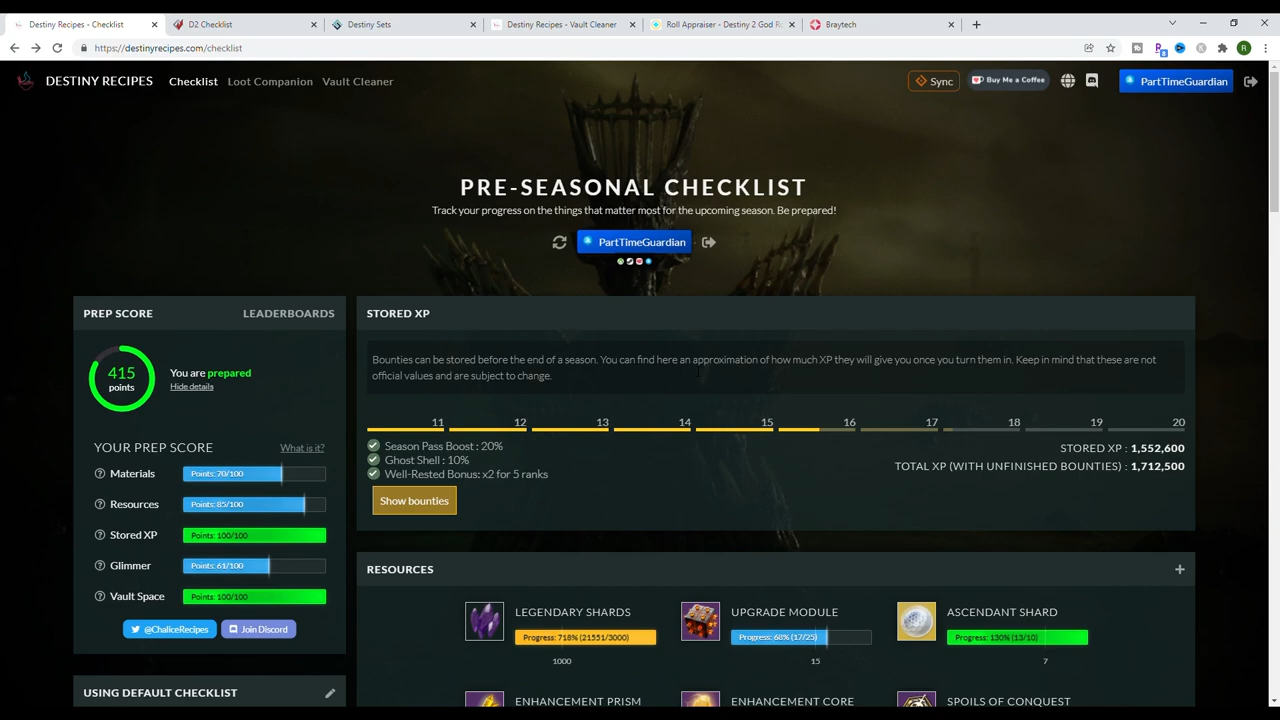 Destiny Recipes - Checklist
D2 Checklist
Destiny Sets
Destiny Recipes - Vault Cleaner
Roll Appraiser - Destiny 2 God Ro
Braytech
https://destinyrecipes.com/checklist
R
DESTINY RECIPES
Checklist
Loot Companion
Vault Cleaner
Sync
Buy Me a Coffee
PartTimeGuardian
PRE-SEASONAL CHECKLIST
Track your progress on the things that matter most for the upcoming season. Be prepared!
PartTimeGuardian
PREP SCORE
LEADERBOARDS
415
points
You are prepared
Hide details
YOUR PREP SCORE
What is it?
Materials
Points: 70/100
Resources
Points: 85/100
Stored XP
Points: 100/100
Glimmer
Points: 61/100
Vault Space
Points: 100/100
@ChaliceRecipes
Join Discord
USING DEFAULT CHECKLIST
STORED XP
Bounties can be stored before the end of a season. You can find here an approximation of how much XP they will give you once you turn them in. Keep in mind that these are not
official values and are subject to change.
11 12 13 14 15 16 17 18 19 20
Season Pass Boost : 20%
Ghost Shell : 10%
Well-Rested Bonus: x2 for 5 ranks
STORED XP : 1,552,600
TOTAL XP (WITH UNFINISHED BOUNTIES) : 1,712,500
Show bounties
RESOURCES
LEGENDARY SHARDS
Progress: 718% (21551/3000)
1000
UPGRADE MODULE
Progress: 68% (17/25)
15
ASCENDANT SHARD
Progress: 130% (13/10)
7
ENHANCEMENT PRISM
ENHANCEMENT CORE
SPOILS OF CONQUEST